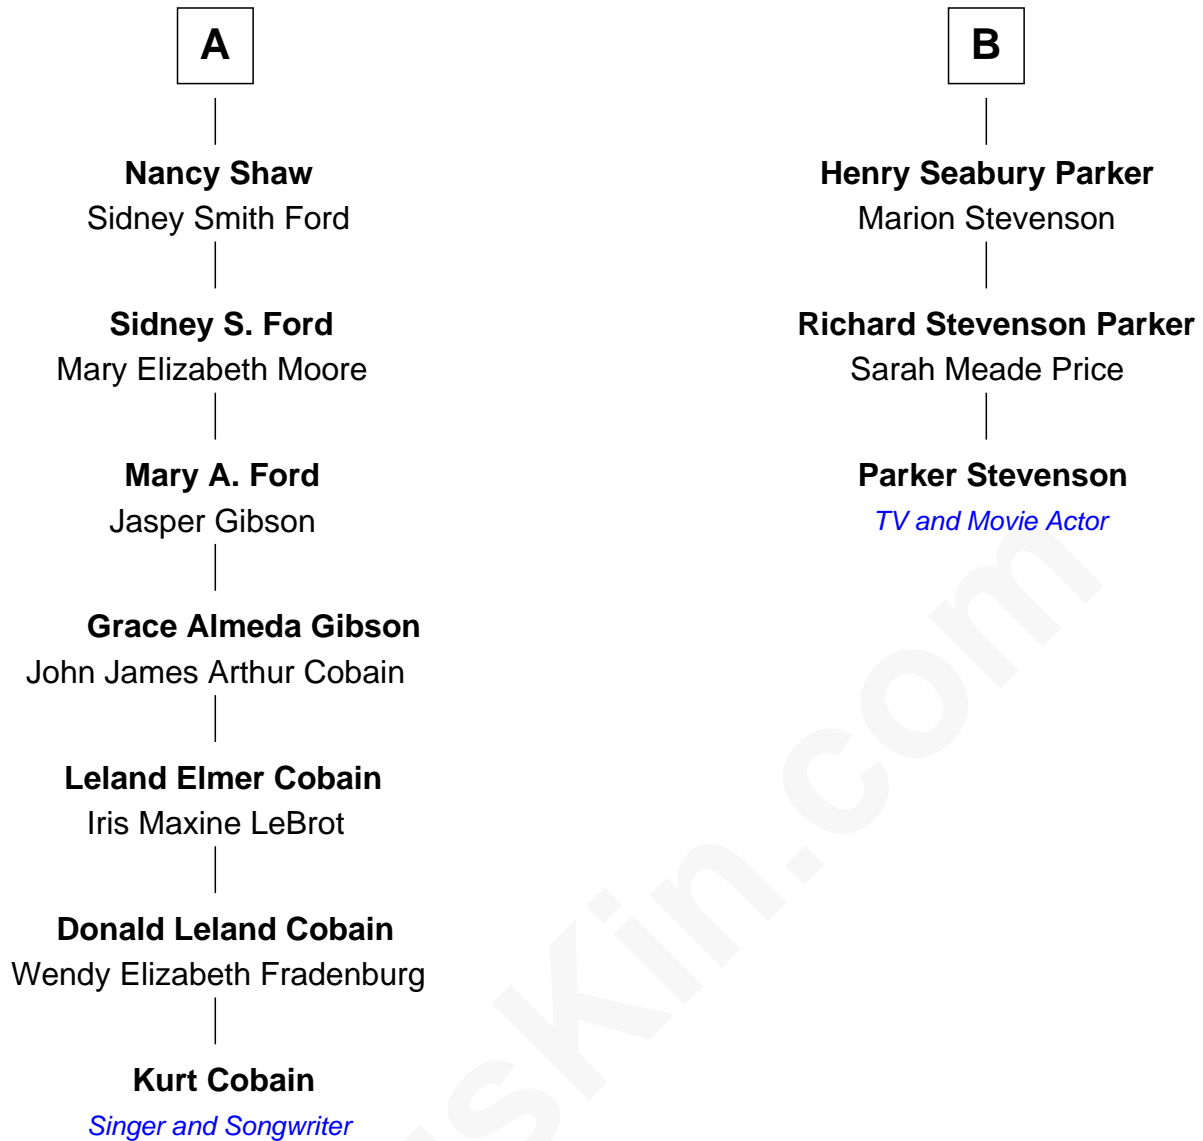 A
Nancy Shaw
Sidney Smith Ford
Sidney S. Ford
Mary Elizabeth Moore
Mary A. Ford
Jasper Gibson
Grace Almeda Gibson
John James Arthur Cobain
Leland Elmer Cobain
Iris Maxine LeBrot
Donald Leland Cobain
Wendy Elizabeth Fradenburg
Kurt Cobain
Singer and Songwriter
B
Henry Seabury Parker
Marion Stevenson
Richard Stevenson Parker
Sarah Meade Price
Parker Stevenson
TV and Movie Actor